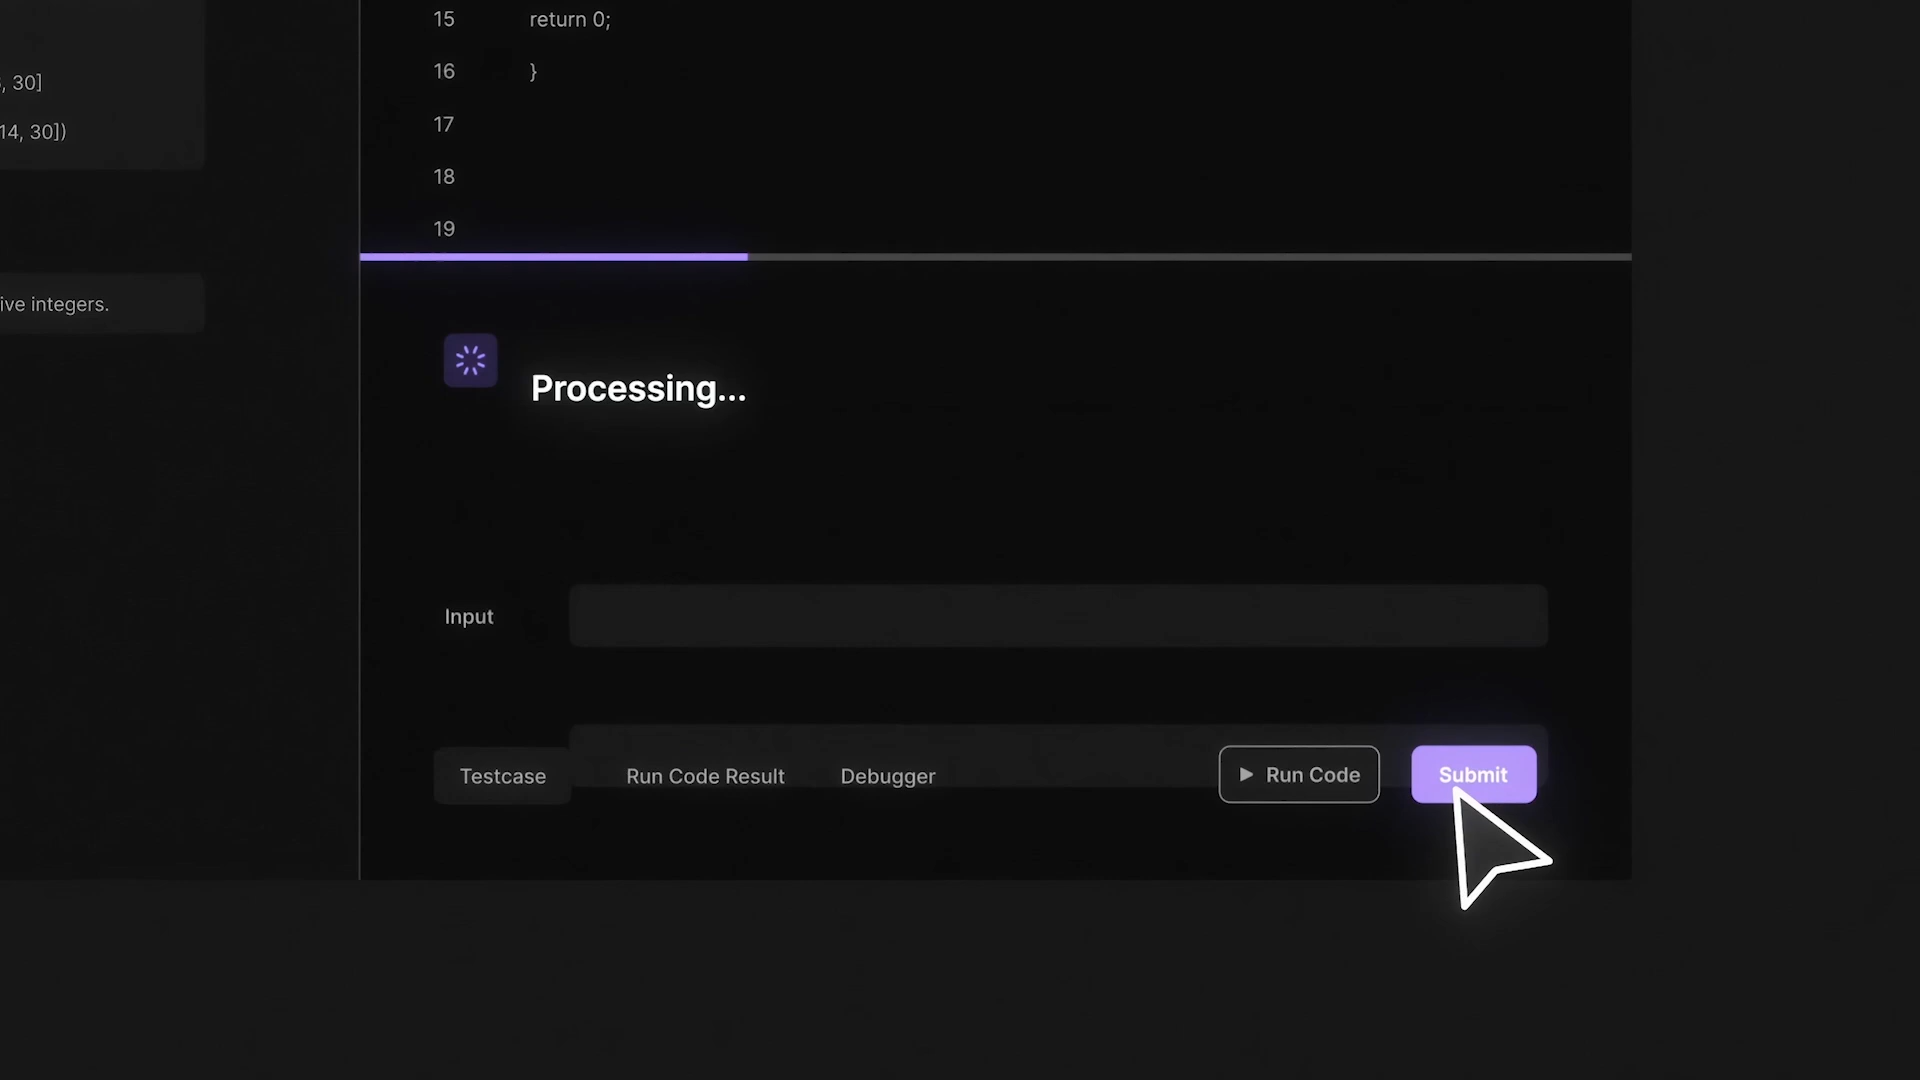 , 30]
14, 30])
ive integers.
15 return 0;
16 }
17
18
19
Processing...
Input
Testcase Run Code Result Debugger Run Code Submit